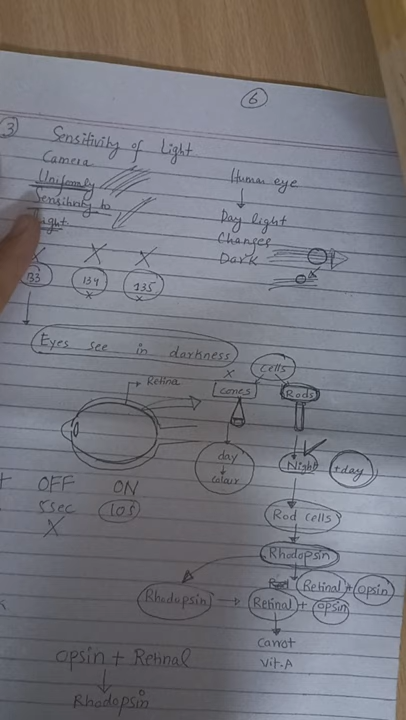 6
3 Sensitivity of Light
Camera
Uniformly
Sensitivity to
light
Human eye
Day light
Changes
Dark
133 134 135
Eyes see in darkness
Cells
Retina
Cones
Rods
day
colour
Night + day
OFF ON
5sec 10s
Rod Cells
Rhodopsin
Retinal + opsin
Rhodopsin → Retinal + opsin
Carrot
Vit. A
Opsin + Retinal
Rhodopsin